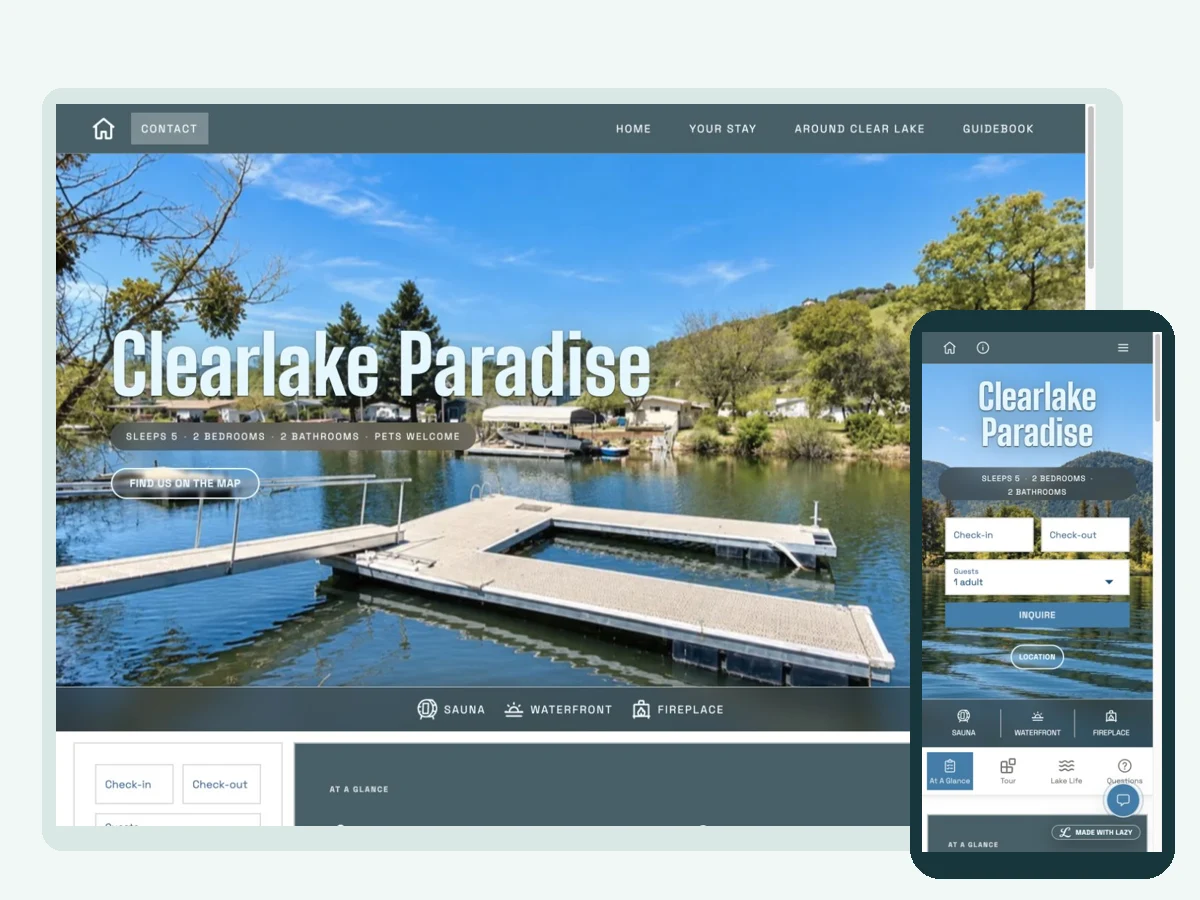 CONTACT
HOME
YOUR STAY
AROUND CLEAR LAKE
GUIDEBOOK
Clearlake Paradise
SLEEPS 5 · 2 BEDROOMS · 2 BATHROOMS · PETS WELCOME
FIND US ON THE MAP
SAUNA
WATERFRONT
FIREPLACE
Check-in
Check-out
AT A GLANCE
Clearlake
Paradise
SLEEPS 5 · 2 BEDROOMS ·
2 BATHROOMS
Check-in
Check-out
Guests
1 adult
INQUIRE
LOCATION
SAUNA
WATERFRONT
FIREPLACE
At A Glance
Tour
Lake Life
Questions
MADE WITH LAZY
AT A GLANCE